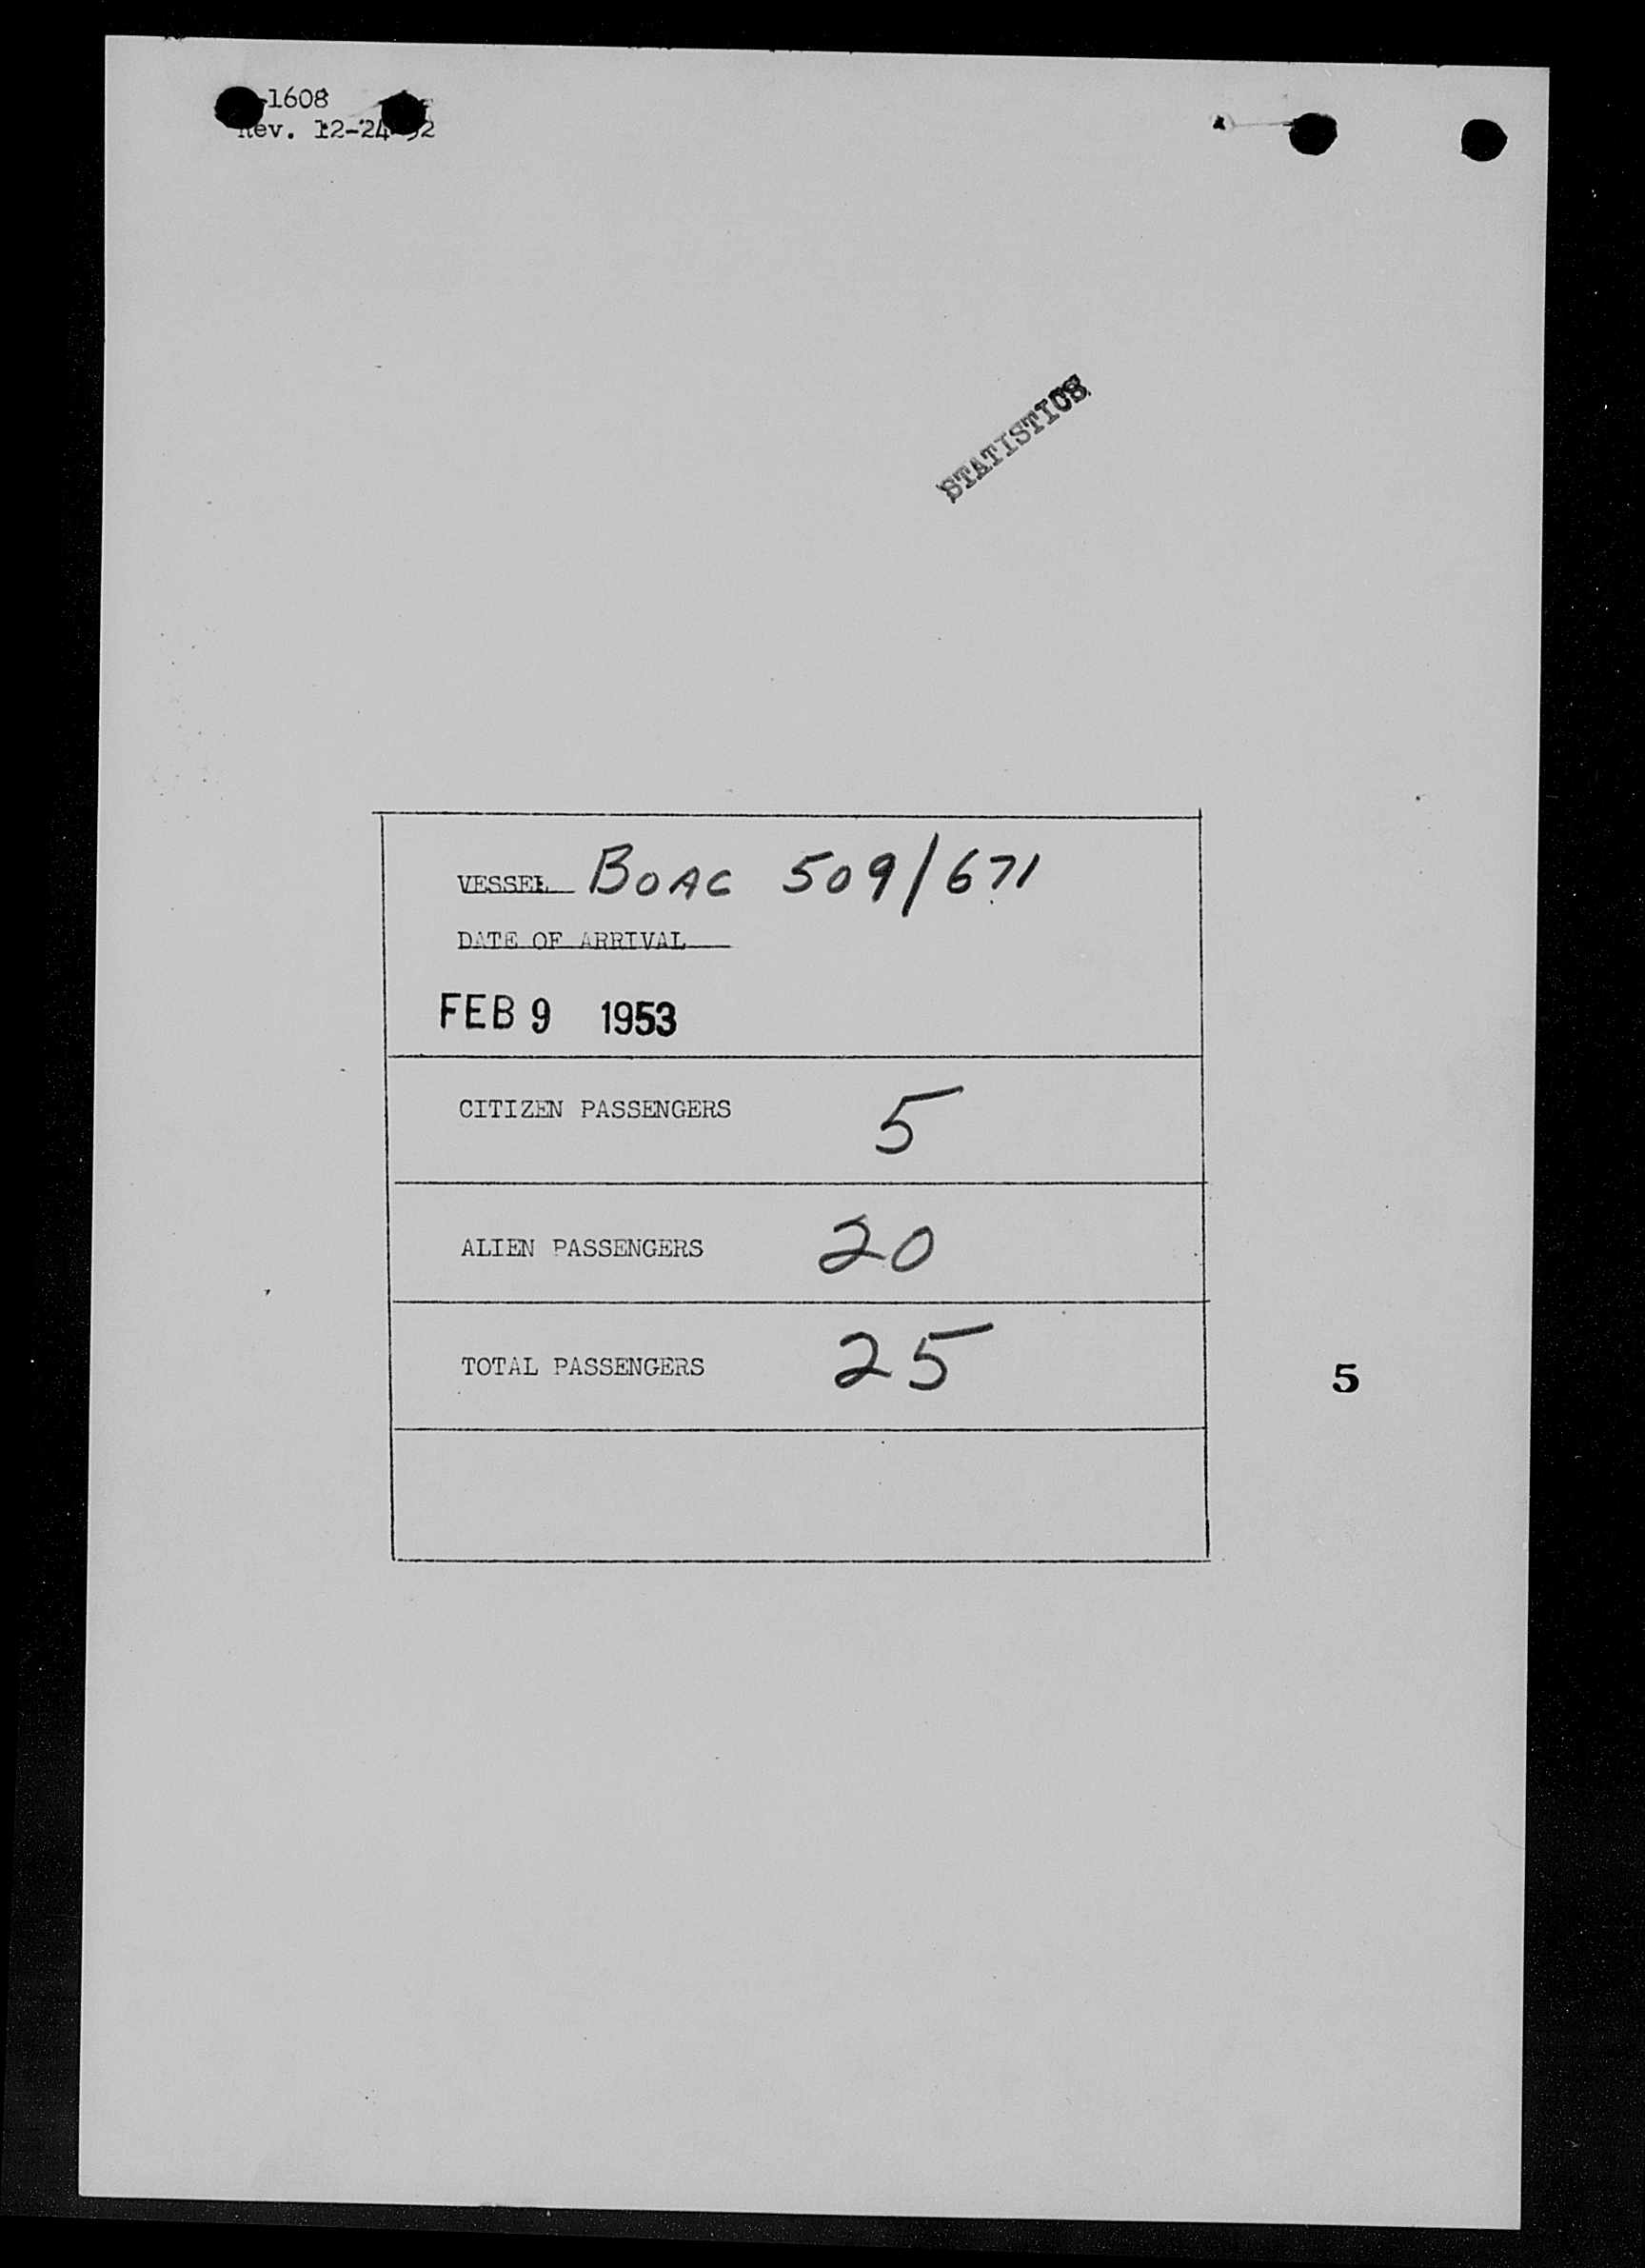 -1608
Rev. 12-24-52
STATISTICS
VESSEL BOAC 509/671
DATE OF ARRIVAL
FEB 9 1953
CITIZEN PASSENGERS 5
ALIEN PASSENGERS 20
TOTAL PASSENGERS 25
5